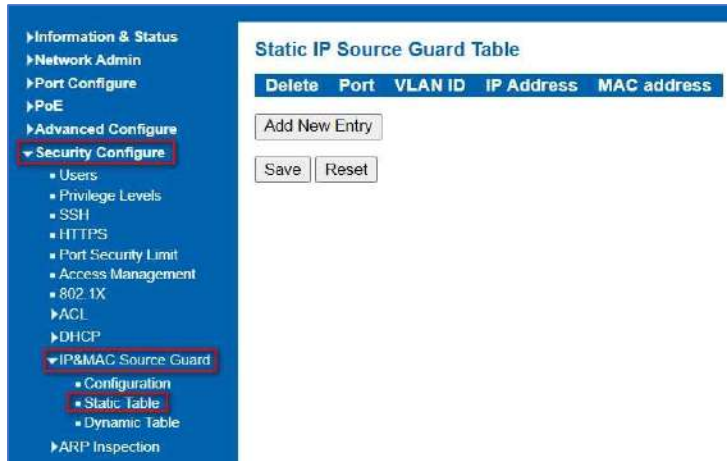 Information & Status
Network Admin
Port Configure
PoE
Advanced Configure
Security Configure
Users
Privilege Levels
SSH
HTTPS
Port Security Limit
Access Management
802.1X
ACL
DHCP
IP&MAC Source Guard
Configuration
Static Table
Dynamic Table
ARP Inspection
Static IP Source Guard Table
Delete Port VLAN ID IP Address MAC address
Add New Entry
Save Reset